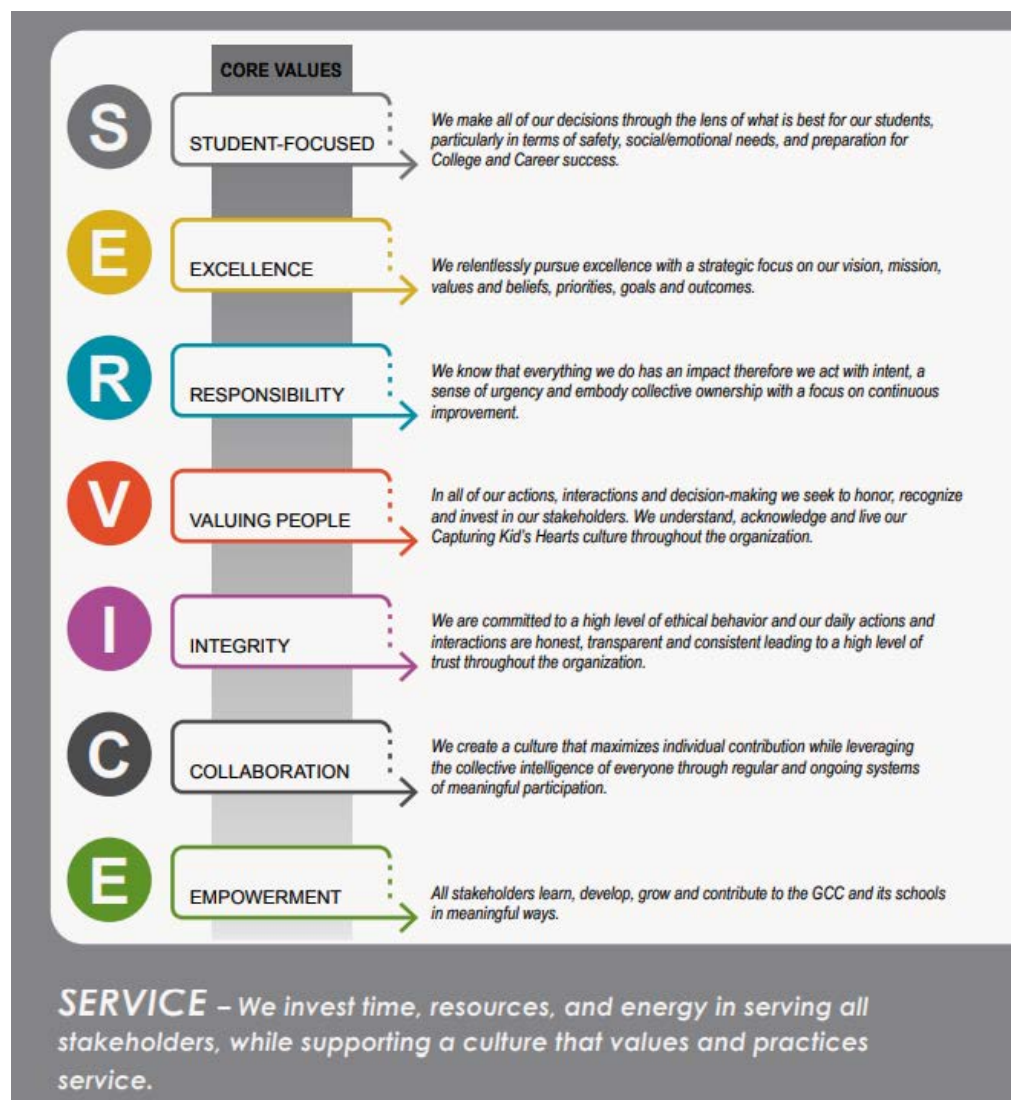 CORE VALUES
S
STUDENT-FOCUSED
We make all of our decisions through the lens of what is best for our students,
particularly in terms of safety, social/emotional needs, and preparation for
College and Career success.
E
EXCELLENCE
We relentlessly pursue excellence with a strategic focus on our vision, mission,
values and beliefs, priorities, goals and outcomes.
R
RESPONSIBILITY
We know that everything we do has an impact therefore we act with intent, a
sense of urgency and embody collective ownership with a focus on continuous
improvement.
V
VALUING PEOPLE
In all of our actions, interactions and decision-making we seek to honor, recognize
and invest in our stakeholders. We understand, acknowledge and live our
Capturing Kid's Hearts culture throughout the organization.
I
INTEGRITY
We are committed to a high level of ethical behavior and our daily actions and
interactions are honest, transparent and consistent leading to a high level of
trust throughout the organization.
C
COLLABORATION
We create a culture that maximizes individual contribution while leveraging
the collective intelligence of everyone through regular and ongoing systems
of meaningful participation.
E
EMPOWERMENT
All stakeholders learn, develop, grow and contribute to the GCC and its schools
in meaningful ways.
SERVICE – We invest time, resources, and energy in serving all
stakeholders, while supporting a culture that values and practices
service.